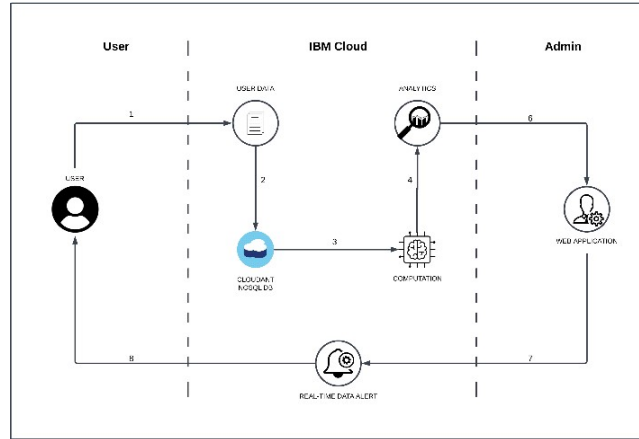 User
IBM Cloud
Admin
USER DATA
ANALYTICS
1
6
USER
2
4
WEB APPLICATION
3
CLOUDANT
NOSQL DB
COMPUTATION
8
7
REAL-TIME DATA ALERT